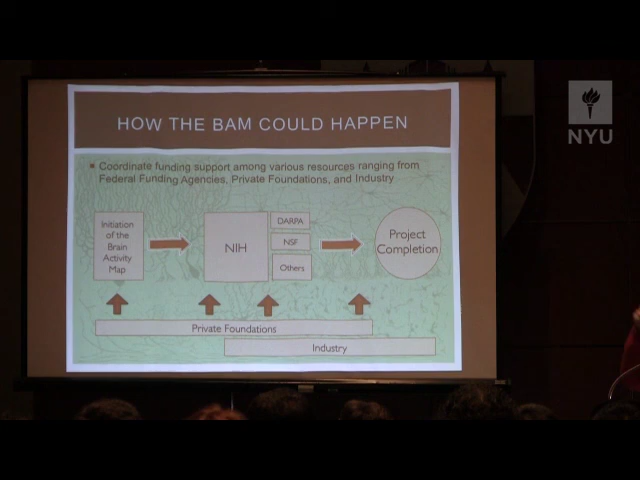 NYU
HOW THE BAM COULD HAPPEN
Coordinate funding support among various resources ranging from
Federal Funding Agencies, Private Foundations, and Industry
Initiation
of the
Brain
Activity
Map
NIH
DARPA
NSF
Others
Project
Completion
Private Foundations
Industry